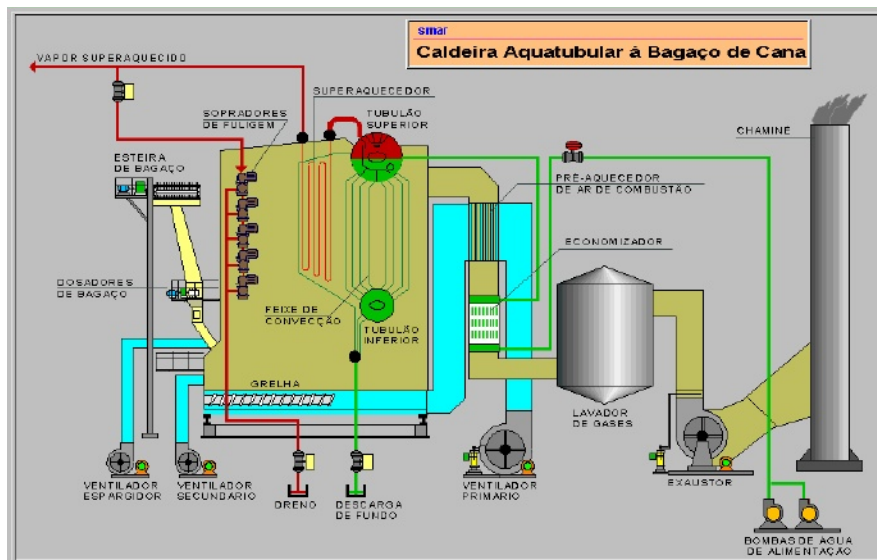 smar
Caldeira Aquatubular á Bagaço de Cana
VAPOR SUPERAQUECIDO
SUPERAQUECEDOR
SOPRADORES
DE FULIGEM
TUBULÃO
SUPERIOR
CHAMINE
ESTEIRA
DE BAGAÇO
PRÉ-AQUECEDOR
DE AR DE COMBUSTÃO
ECONOMIZADOR
DOSADORES
DE BAGAÇO
FEIXE DE
CONVECÇÃO
TUBULÃO
INFERIOR
GRELHA
LAVADOR
DE GASES
VENTILADOR
ESPARGIDOR
VENTILADOR
SECUNDARIO
DRENO
DESCARGA
DE FUNDO
VENTILADOR
PRIMARIO
EXAUSTOR
BOMBAS DE AGUA
DE ALIMENTAÇÃO